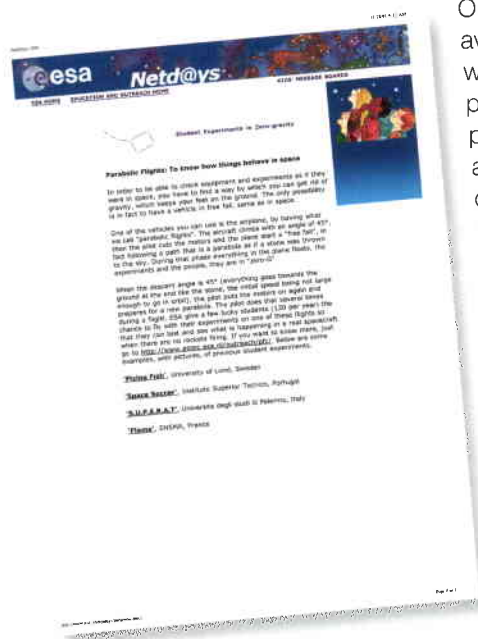 esa Netd@ys
ESA HOME EDUCATION AND OUTREACH HOME
KIDS MESSAGE BOARDS
Student Experiments in Zero-gravity
Parabolic Flights: To know how things behave in space
In order to be able to check equipment and experiments as if they
were in space, you have to find a way by which you can get rid of
gravity, which keeps your feet on the ground. The only possibility
is in fact to have a vehicle in free fall, same as in space.
One of the vehicles you can use is the airplane, by having what
we call "parabolic flights". The aircraft climbs with an angle of 45°,
then the pilot cuts the motors and the plane start a "free fall", in
fact following a path that is a parabola as if a stone was thrown
to the sky. During that phase everything in the plane floats, the
experiments and the people, they are in "zero-G"
When the descent angle is 45° (everything goes towards the
ground at the end like the stone, the initial speed being not large
enough to go in orbit), the pilot puts the motors on again and
prepares for a new parabola. The pilot does that several times
during a flight. ESA give a few lucky students (120 per year) the
chance to fly with their experiments on one of these flights so
that they can test and see what is happening in a real spacecraft
when there are no rockets firing. If you want to know more, just
go to Below are some
examples, with pictures, of previous student experiments.
'Flying Fish', University of Lund, Sweden
'Space Soccer', Instituto Superior Tecnico, Portugal
'S.U.P.E.R.A.T', Universita degli studi di Palermo, Italy
'Flame', ENSMA, France
O
av
w
p
p
a